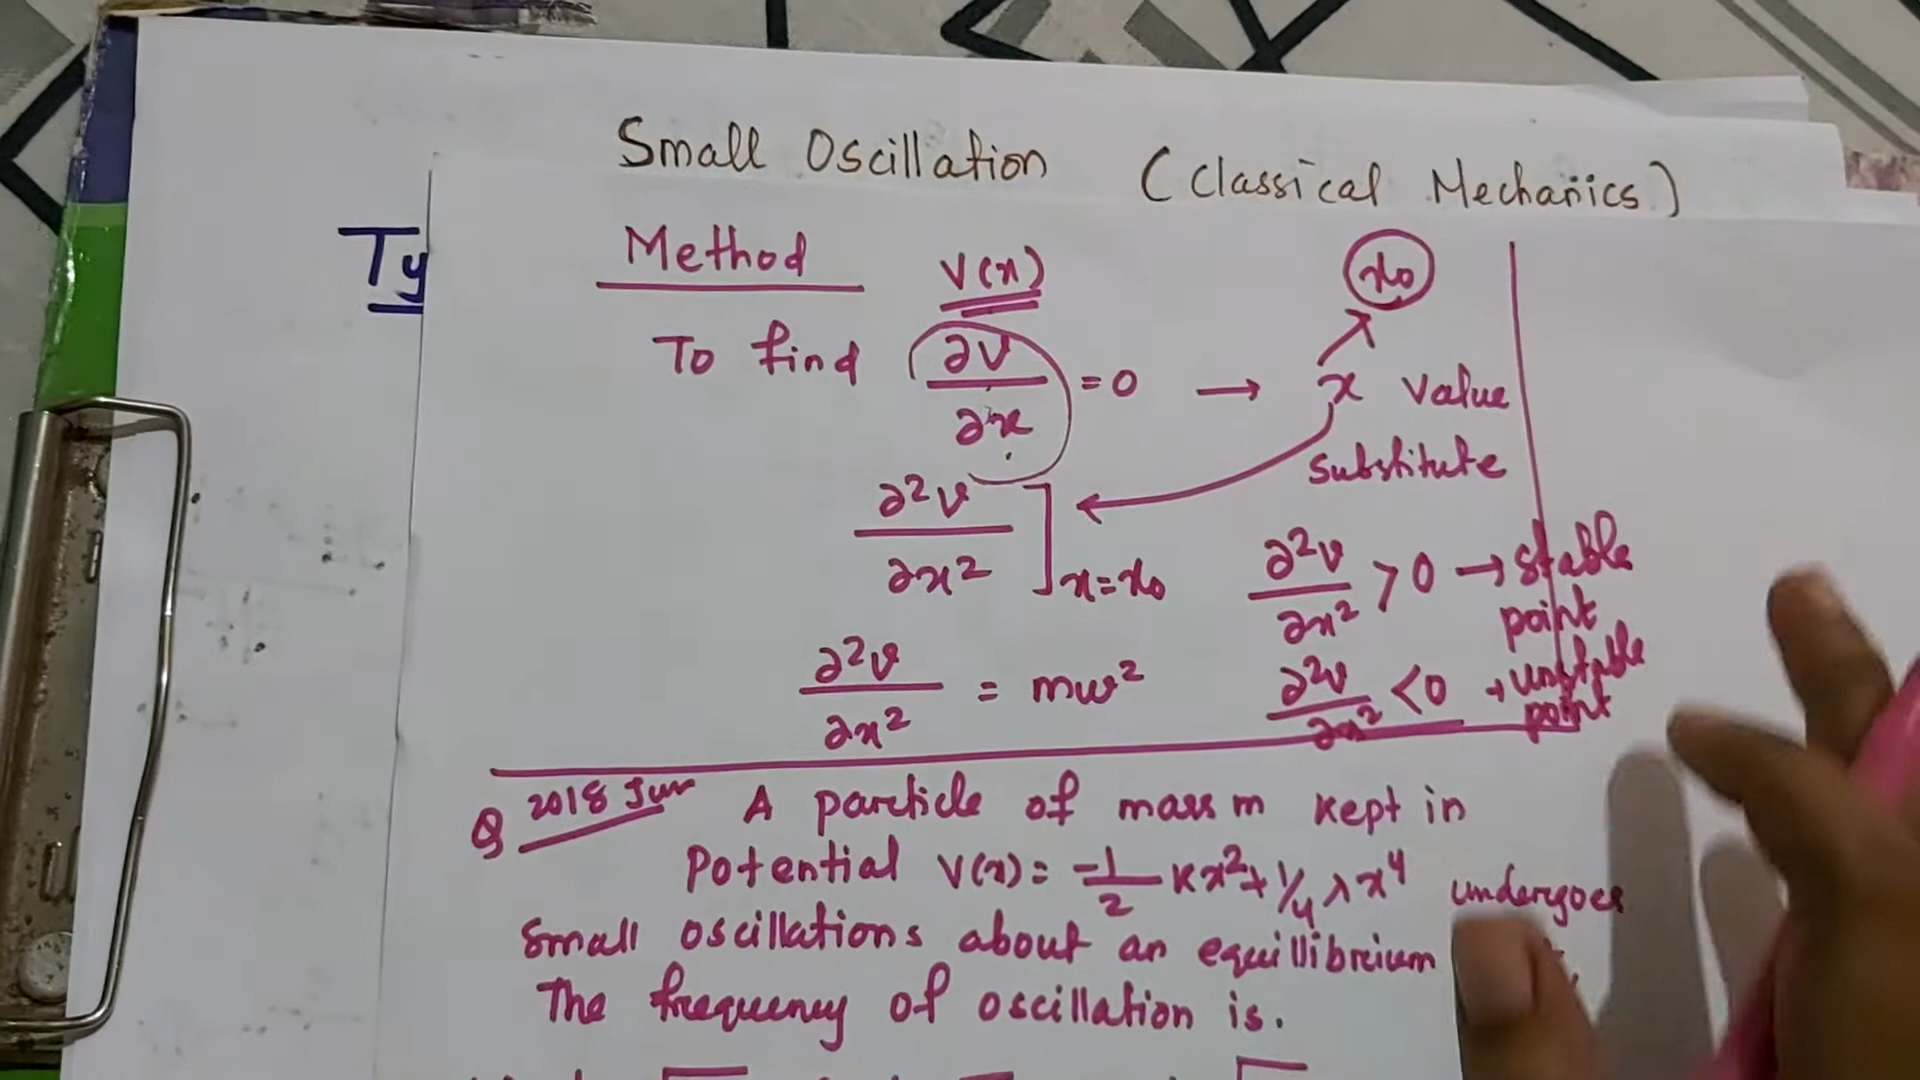 Small Oscillation (Classical Mechanics)
Ty
Method V(x) x₀
To find ∂V/∂x = 0 → x value
substitute
∂²V/∂x² ]x=x₀
∂²V/∂x² > 0 → stable point
∂²V/∂x² = mω²
∂²V/∂x² < 0 → unstable point
Q 2018 Jun A particle of mass m kept in
Potential V(x) = -1/2 Kx² + 1/4 λx⁴ undergoes
Small oscillations about an equillibrium
The frequency of oscillation is.